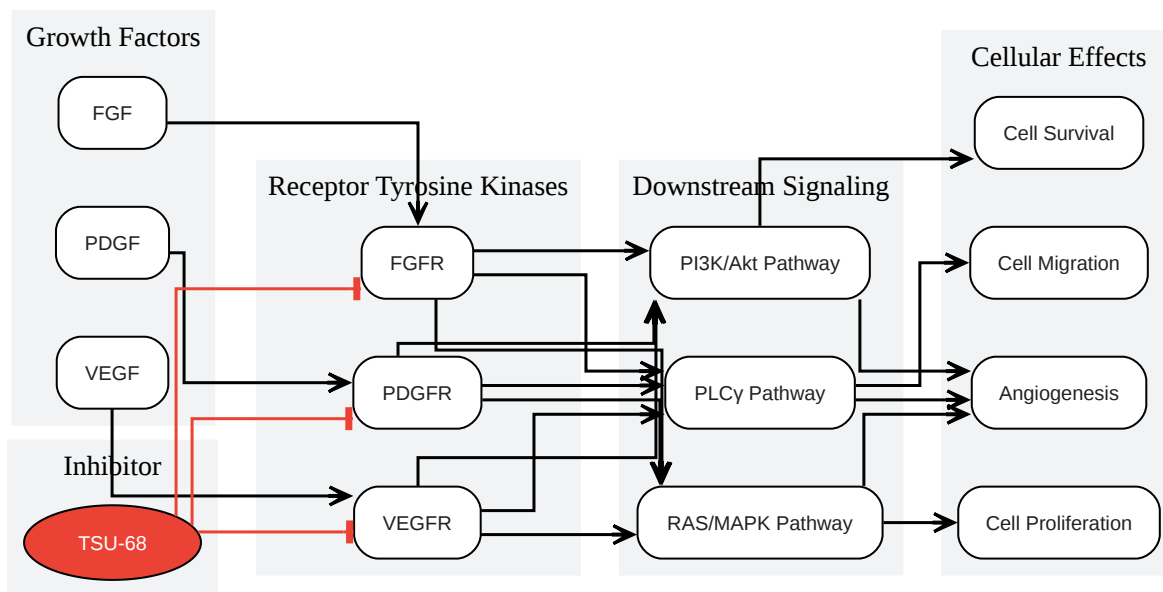 Growth Factors
FGF
PDGF
VEGF
Inhibitor
TSU-68
Receptor Tyrosine Kinases
FGFR
PDGFR
VEGFR
Downstream Signaling
PI3K/Akt Pathway
PLCγ Pathway
RAS/MAPK Pathway
Cellular Effects
Cell Survival
Cell Migration
Angiogenesis
Cell Proliferation